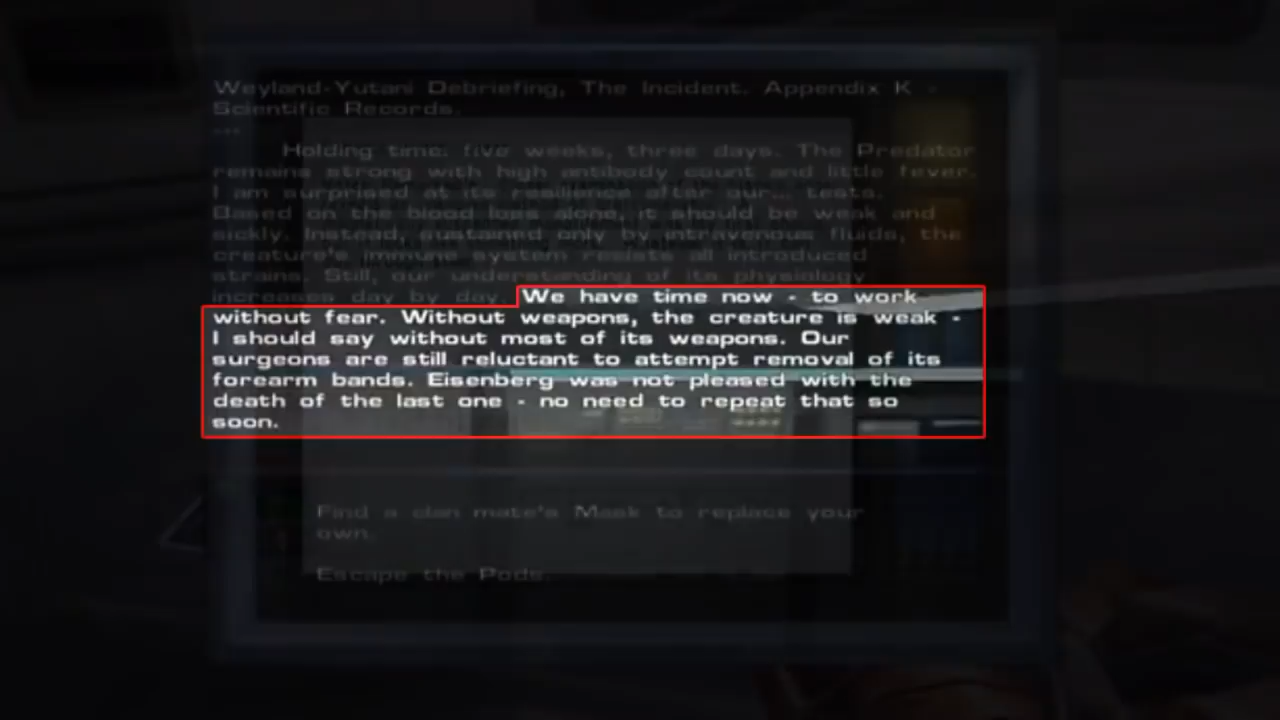 Weyland-Yutani Debriefing, The Incident. Appendix K -
Scientific Records.
---
Holding time: five weeks, three days. The Predator
remains strong with high antibody count and little fever.
I am surprised at its resilience after our... tests.
Based on the blood loss alone, it should be weak and
sickly. Instead, sustained only by intravenous fluids, the
creature's immune system resists all introduced
strains. Still, our understanding of its physiology
increases day by day. We have time now - to work
without fear. Without weapons, the creature is weak -
I should say without most of its weapons. Our
surgeons are still reluctant to attempt removal of its
forearm bands. Eisenberg was not pleased with the
death of the last one - no need to repeat that so
soon.
Find a clan mate's Mask to replace your
own.
Escape the Pods.